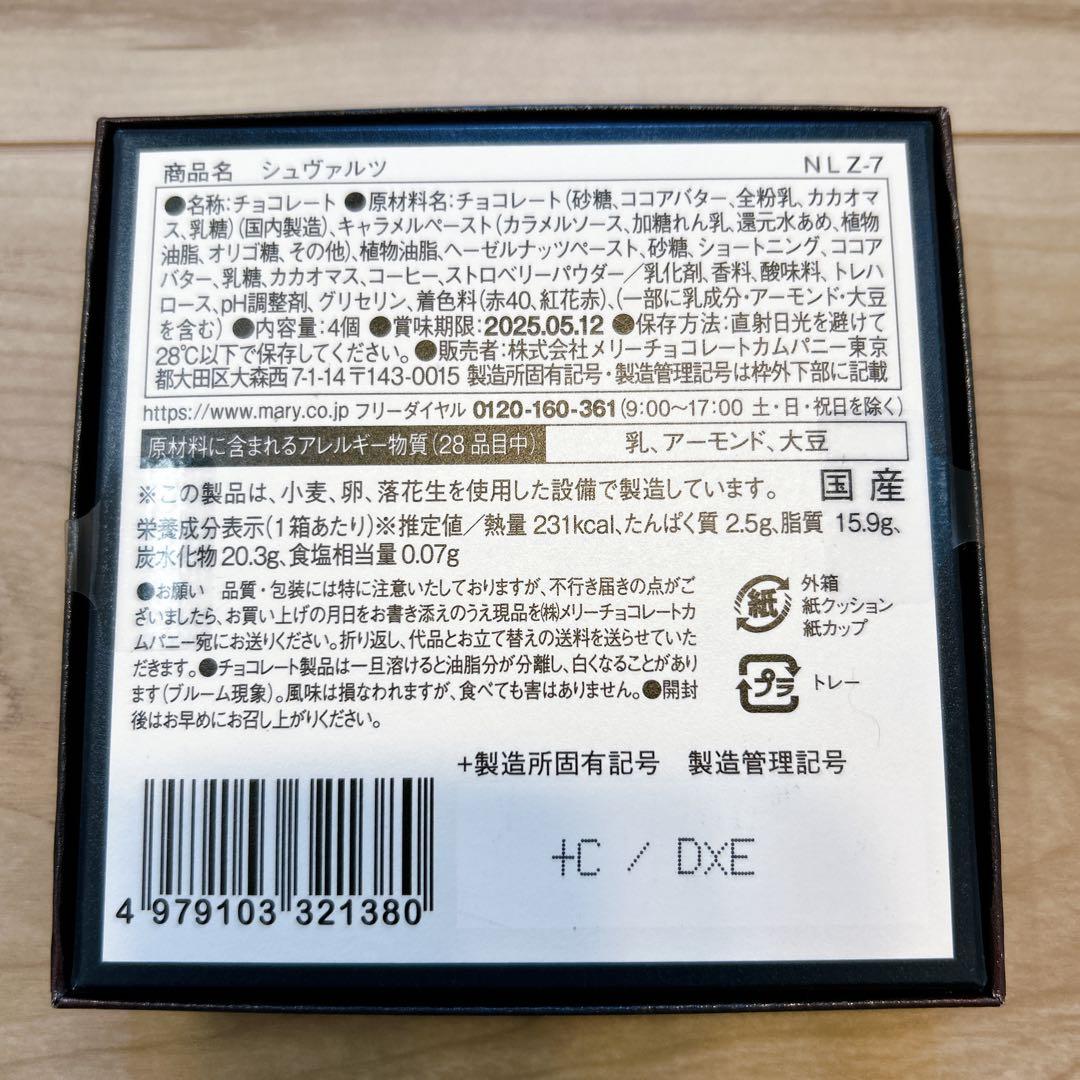 商品名 シュヴァルツ NLZ-7
●名称:チョコレート ●原材料名:チョコレート(砂糖、ココアバター、全粉乳、カカオマ
ス、乳糖)(国内製造)、キャラメルペースト(カラメルソース、加糖れん乳、還元水あめ、植物
油脂、オリゴ糖、その他)、植物油脂、ヘーゼルナッツペースト、砂糖、ショートニング、ココア
バター、乳糖、カカオマス、コーヒー、ストロベリーパウダー/乳化剤、香料、酸味料、トレハ
ロース、pH調整剤、グリセリン、着色料(赤40、紅花赤)、(一部に乳成分・アーモンド・大豆
を含む) ●内容量:4個 ●賞味期限:2025.05.12 ●保存方法:直射日光を避けて
28℃以下で保存してください。●販売者:株式会社メリーチョコレートカムパニー東京
都大田区大森西7-1-14〒143-0015 製造所固有記号・製造管理記号は枠外下部に記載
https://www.mary.co.jp フリーダイヤル 0120-160-361(9:00～17:00 土・日・祝日を除く)
原材料に含まれるアレルギー物質(28品目中) 乳、アーモンド、大豆
※この製品は、小麦、卵、落花生を使用した設備で製造しています。 国産
栄養成分表示(1箱あたり)※推定値/熱量 231kcal、たんぱく質 2.5g、脂質 15.9g、
炭水化物20.3g、食塩相当量 0.07g
●お願い 品質・包装には特に注意いたしておりますが、不行き届きの点がご
ざいましたら、お買い上げの月日をお書き添えのうえ現品を㈱メリーチョコレートカ
ムパニー宛にお送りください。折り返し、代品とお立て替えの送料を送らせていた
だきます。●チョコレート製品は一旦溶けると油脂分が分離し、白くなることがあり
ます(ブルーム現象)。風味は損なわれますが、食べても害はありません。●開封
後はお早めにお召し上がりください。
紙 外箱
紙クッション
紙カップ
プラ トレー
+製造所固有記号 製造管理記号
+C / DxE
4 979103 321380